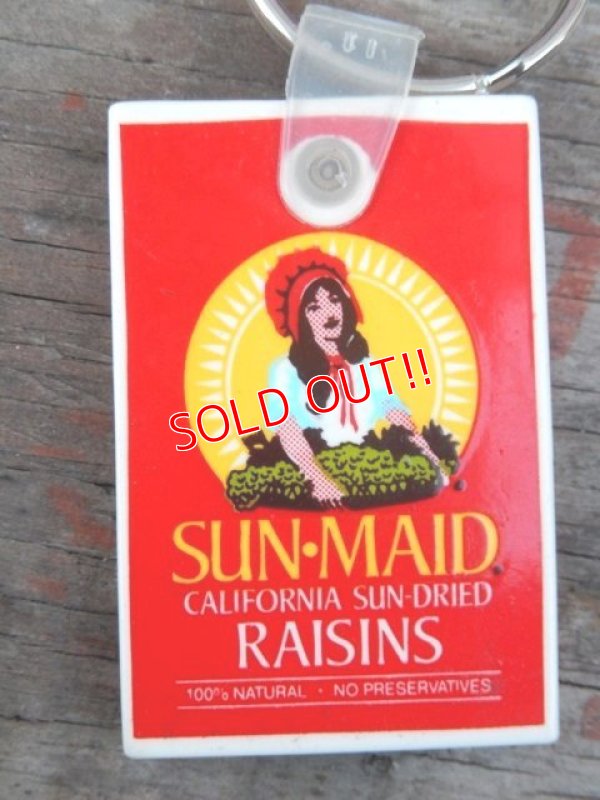 SOLD OUT!!
SUN•MAID
CALIFORNIA SUN-DRIED
RAISINS
100% NATURAL • NO PRESERVATIVES